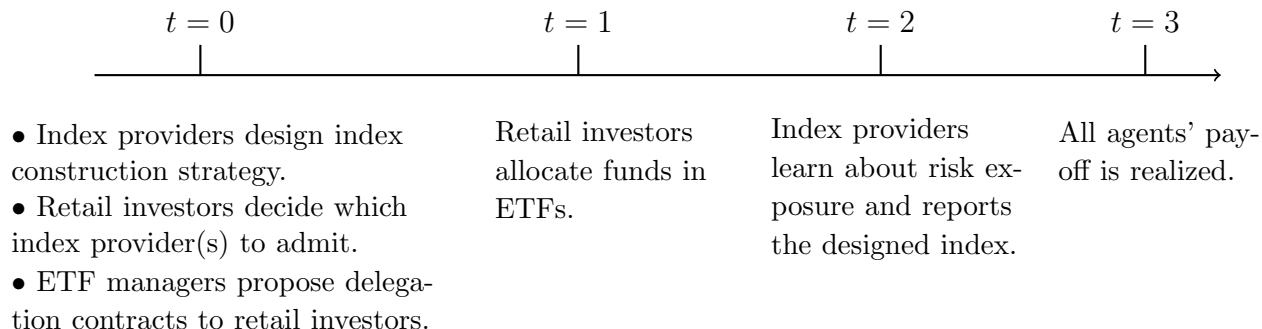 t = 0
t = 1
t = 2
t = 3
• Index providers design index
construction strategy.
• Retail investors decide which
index provider(s) to admit.
• ETF managers propose delega-
tion contracts to retail investors.
Retail investors
allocate funds in
ETFs.
Index providers
learn about risk ex-
posure and reports
the designed index.
All agents' pay-
off is realized.